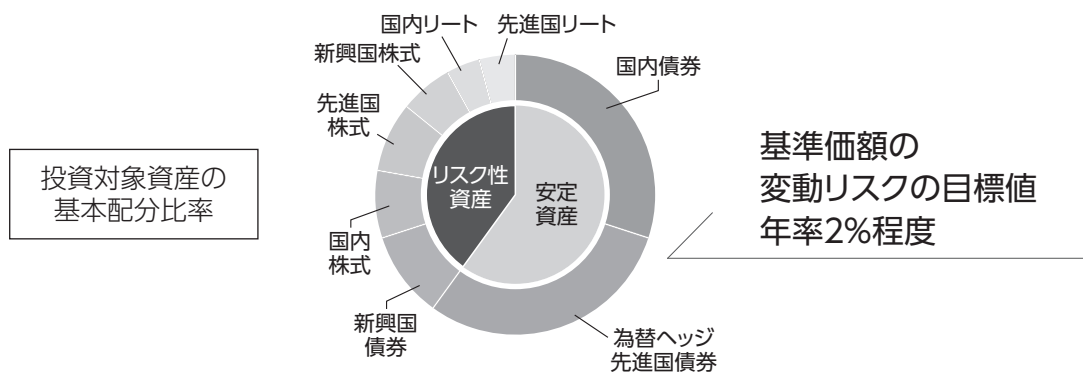 投資対象資産の
基本配分比率
国内リート
先進国リート
新興国株式
国内債券
先進国
株式
リスク性
資産
安定
資産
国内
株式
新興国
債券
為替ヘッジ
先進国債券
基準価額の
変動リスクの目標値
年率2%程度